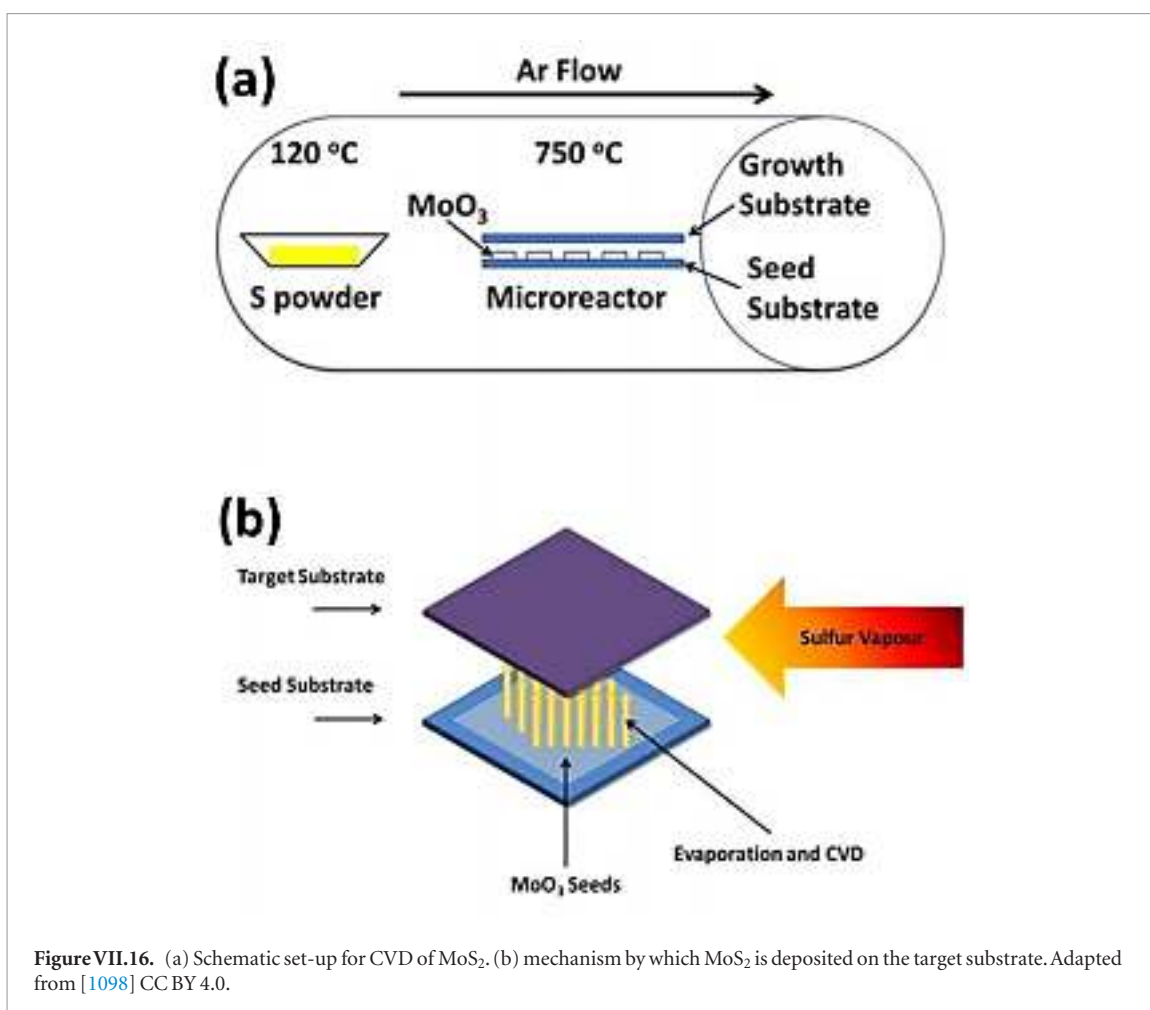 (a)
Ar Flow
120 °C
750 °C
Growth
Substrate
MoO₃
Seed
Substrate
S powder
Microreactor
(b)
Target Substrate
Sulfur Vapour
Seed Substrate
Evaporation and CVD
MoO₃ Seeds
Figure VII.16. (a) Schematic set-up for CVD of MoS₂. (b) mechanism by which MoS₂ is deposited on the target substrate. Adapted
from [1098] CC BY 4.0.